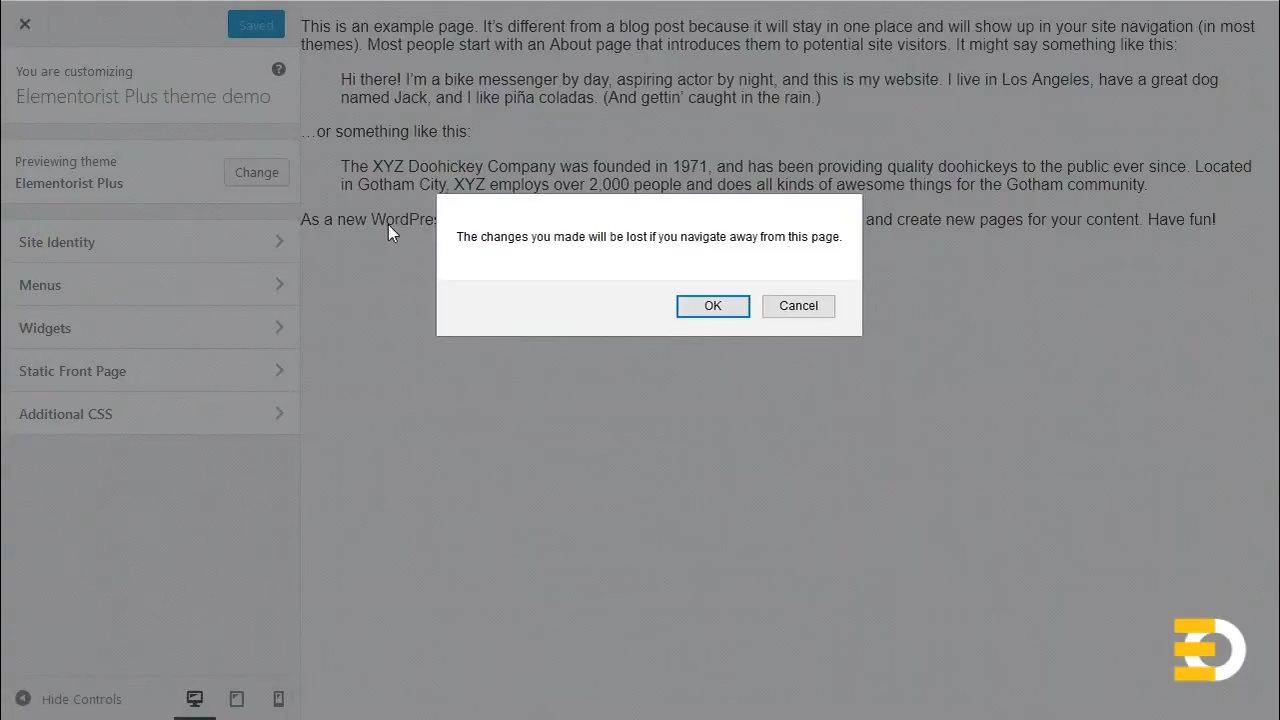 Saved
You are customizing
Elementorist Plus theme demo
Previewing theme
Elementorist Plus
Change
Site Identity
Menus
Widgets
Static Front Page
Additional CSS
Hide Controls
This is an example page. It's different from a blog post because it will stay in one place and will show up in your site navigation (in most
themes). Most people start with an About page that introduces them to potential site visitors. It might say something like this:
Hi there! I'm a bike messenger by day, aspiring actor by night, and this is my website. I live in Los Angeles, have a great dog
named Jack, and I like piña coladas. (And gettin' caught in the rain.)
…or something like this:
The XYZ Doohickey Company was founded in 1971, and has been providing quality doohickeys to the public ever since. Located
in Gotham City, XYZ employs over 2,000 people and does all kinds of awesome things for the Gotham community.
As a new WordPres and create new pages for your content. Have fun!
The changes you made will be lost if you navigate away from this page.
OK Cancel